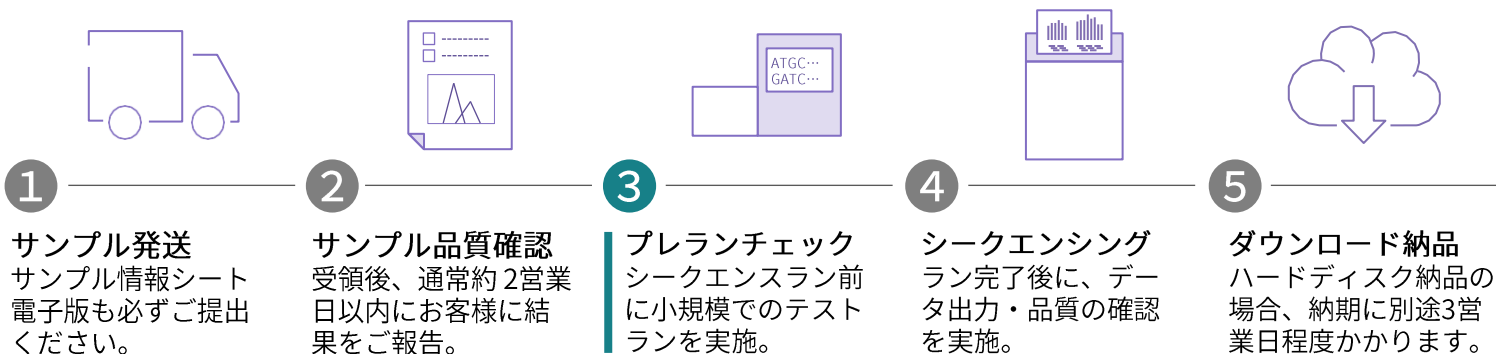 ATGC…
GATC…
1
サンプル発送
サンプル情報シート
電子版も必ずご提出
ください。
2
サンプル品質確認
受領後、通常約 2営業
日以内にお客様に結
果をご報告。
3
プレランチェック
シークエンスラン前
に小規模でのテスト
ランを実施。
4
シークエンシング
ラン完了後に、デー
タ出力・品質の確認
を実施。
5
ダウンロード納品
ハードディスク納品の
場合、納期に別途3営
業日程度かかります。